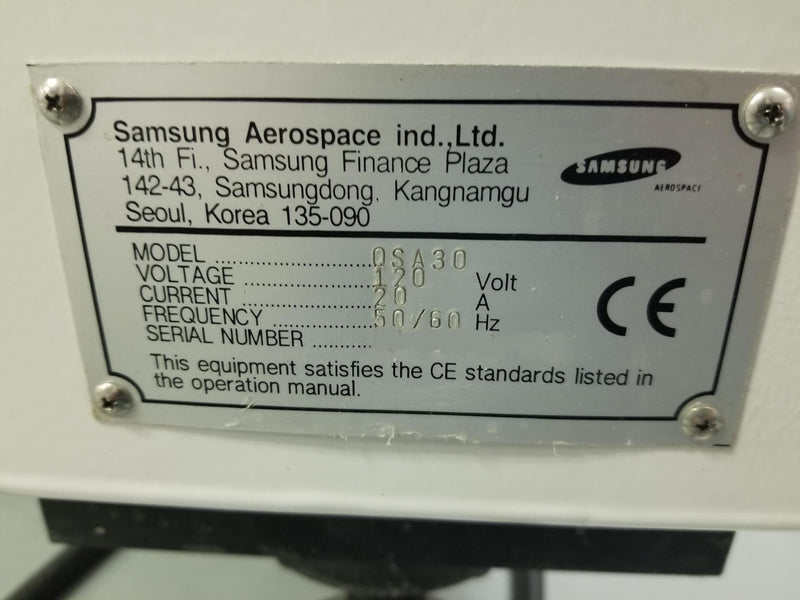 Samsung Aerospace ind.,Ltd.
14th Fi., Samsung Finance Plaza
142-43, Samsungdong, Kangnamgu
Seoul, Korea 135-090
SAMSUNG
AEROSPACE
MODEL ........................ QSA30
VOLTAGE .................... 120 Volt
CURRENT .................... 20 A
FREQUENCY ............... 50/60 Hz
SERIAL NUMBER ...........
CE
This equipment satisfies the CE standards listed in
the operation manual.